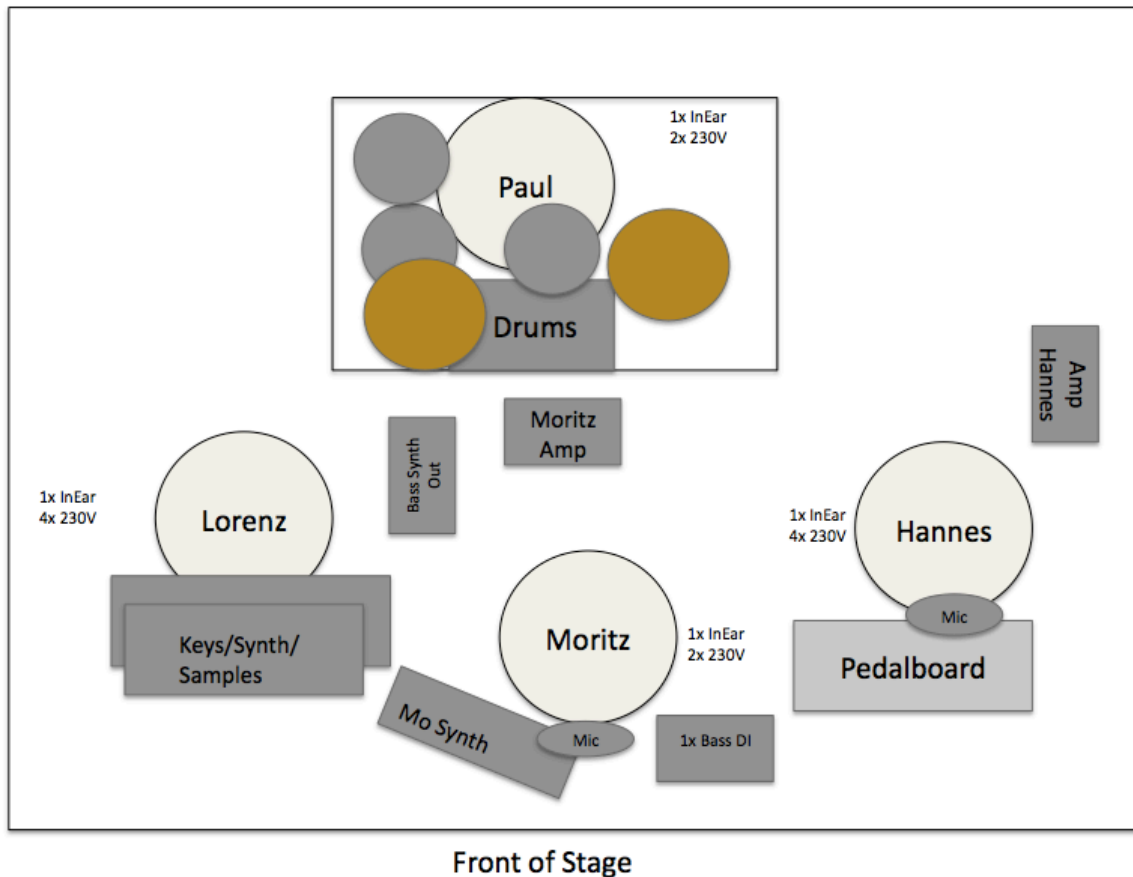 1x InEar
2x 230V
Paul
Drums
Amp
Hannes
Moritz
Amp
Bass Synth
Out
1x InEar
4x 230V
Lorenz
1x InEar
4x 230V
Hannes
Mic
Keys/Synth/
Samples
Moritz
1x InEar
2x 230V
Pedalboard
Mo Synth
Mic
1x Bass DI
Front of Stage